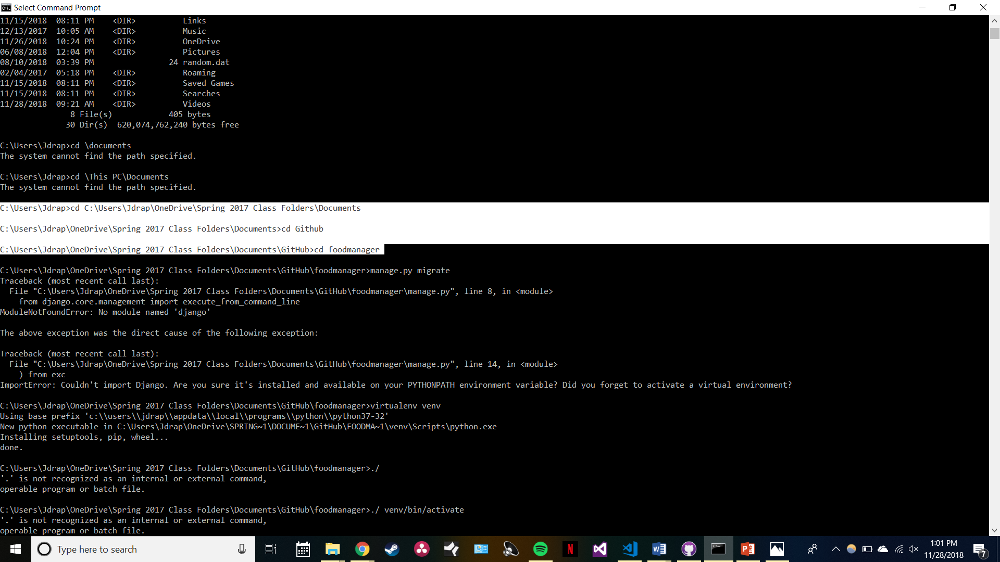 Select Command Prompt
11/15/2018  08:11 PM    <DIR>          Links
12/13/2017  10:05 AM    <DIR>          Music
11/26/2018  10:24 PM    <DIR>          OneDrive
06/08/2018  12:04 PM    <DIR>          Pictures
08/10/2018  03:39 PM                24 random.dat
02/04/2017  05:18 PM    <DIR>          Roaming
11/15/2018  08:11 PM    <DIR>          Saved Games
11/15/2018  08:11 PM    <DIR>          Searches
11/28/2018  09:21 AM    <DIR>          Videos
               8 File(s)            405 bytes
              30 Dir(s)  620,074,762,240 bytes free
C:\Users\Jdrap>cd \documents
The system cannot find the path specified.
C:\Users\Jdrap>cd \This PC\Documents
The system cannot find the path specified.
C:\Users\Jdrap>cd C:\Users\Jdrap\OneDrive\Spring 2017 Class Folders\Documents
C:\Users\Jdrap\OneDrive\Spring 2017 Class Folders\Documents>cd Github
C:\Users\Jdrap\OneDrive\Spring 2017 Class Folders\Documents\GitHub>cd foodmanager
C:\Users\Jdrap\OneDrive\Spring 2017 Class Folders\Documents\GitHub\foodmanager>manage.py migrate
Traceback (most recent call last):
  File "C:\Users\Jdrap\OneDrive\Spring 2017 Class Folders\Documents\GitHub\foodmanager\manage.py", line 8, in <module>
    from django.core.management import execute_from_command_line
ModuleNotFoundError: No module named 'django'
The above exception was the direct cause of the following exception:
Traceback (most recent call last):
  File "C:\Users\Jdrap\OneDrive\Spring 2017 Class Folders\Documents\GitHub\foodmanager\manage.py", line 14, in <module>
    ) from exc
ImportError: Couldn't import Django. Are you sure it's installed and available on your PYTHONPATH environment variable? Did you forget to activate a virtual environment?
C:\Users\Jdrap\OneDrive\Spring 2017 Class Folders\Documents\GitHub\foodmanager>virtualenv venv
Using base prefix 'c:\\users\\jdrap\\appdata\\local\\programs\\python\\python37-32'
New python executable in C:\Users\Jdrap\OneDrive\SPRING~1\DOCUME~1\GitHub\FOODMA~1\venv\Scripts\python.exe
Installing setuptools, pip, wheel...
done.
C:\Users\Jdrap\OneDrive\Spring 2017 Class Folders\Documents\GitHub\foodmanager>./
'.' is not recognized as an internal or external command,
operable program or batch file.
C:\Users\Jdrap\OneDrive\Spring 2017 Class Folders\Documents\GitHub\foodmanager>./ venv/bin/activate
'.' is not recognized as an internal or external command,
operable program or batch file.
Type here to search
1:01 PM
11/28/2018
7